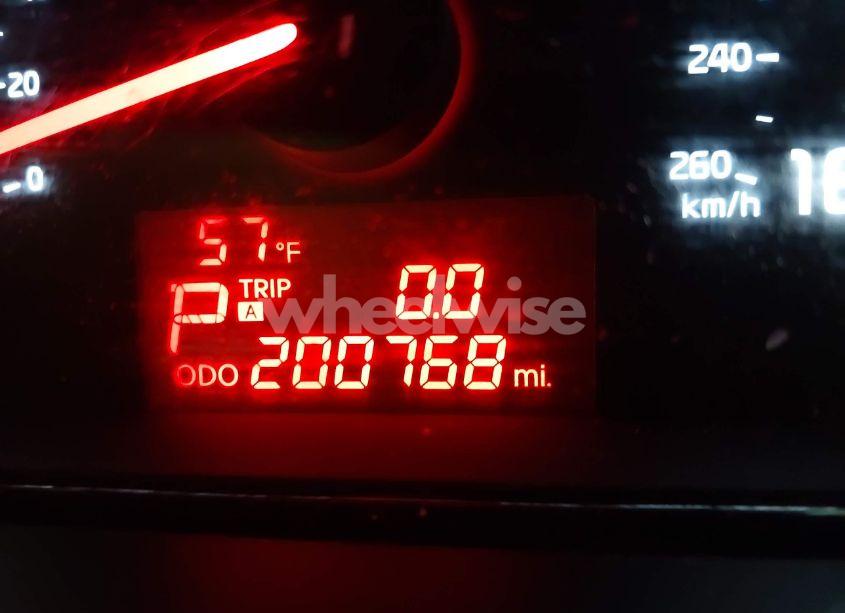 20
0
240
260
km/h
57 °F
P TRIP A 0.0
wheelwise
ODO 200768 mi.